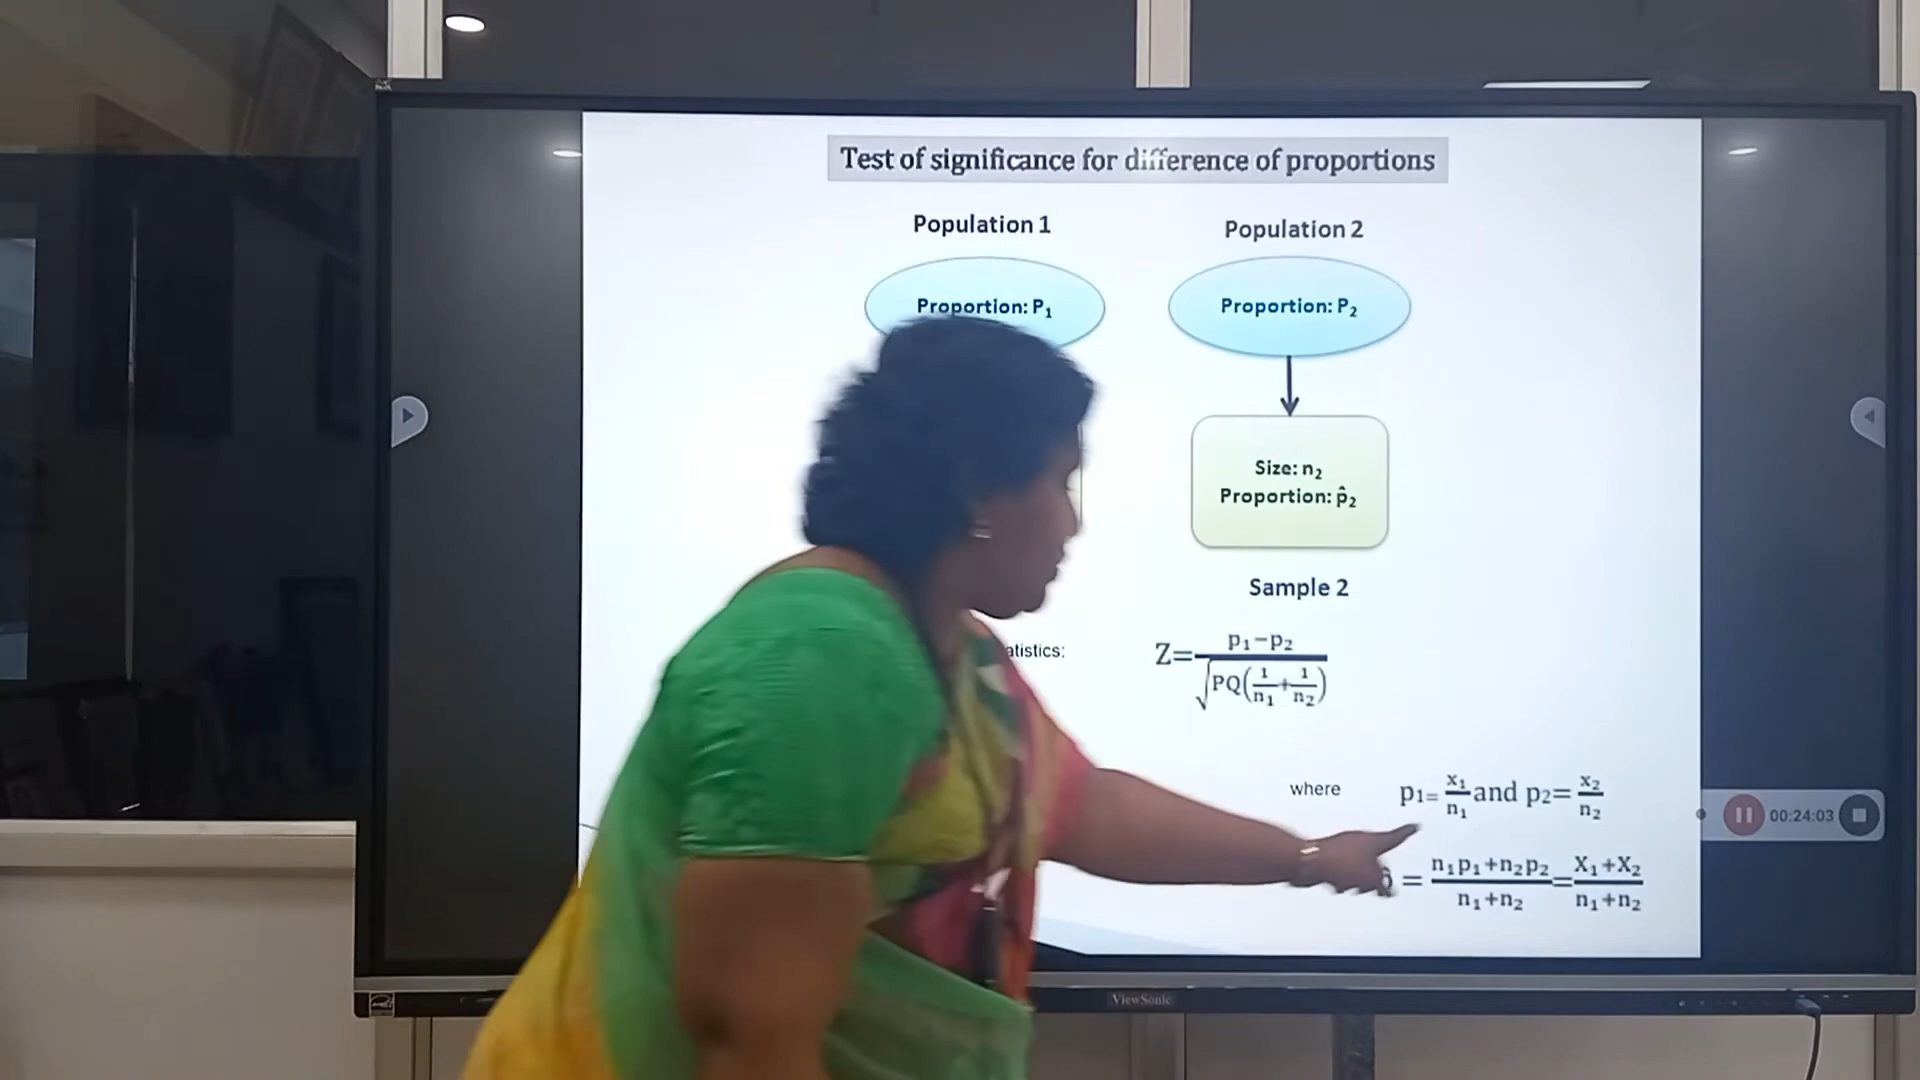 Test of significance for difference of proportions
Population 1
Population 2
Proportion: P₁
Proportion: P₂
Size: n₂
Proportion: p̂₂
Sample 2
Z= p₁−p₂ / √PQ(1/n₁+1/n₂)
where p₁= x₁/n₁ and p₂= x₂/n₂
= n₁p₁+n₂p₂ / n₁+n₂ = X₁+X₂ / n₁+n₂
00:24:03
ViewSonic